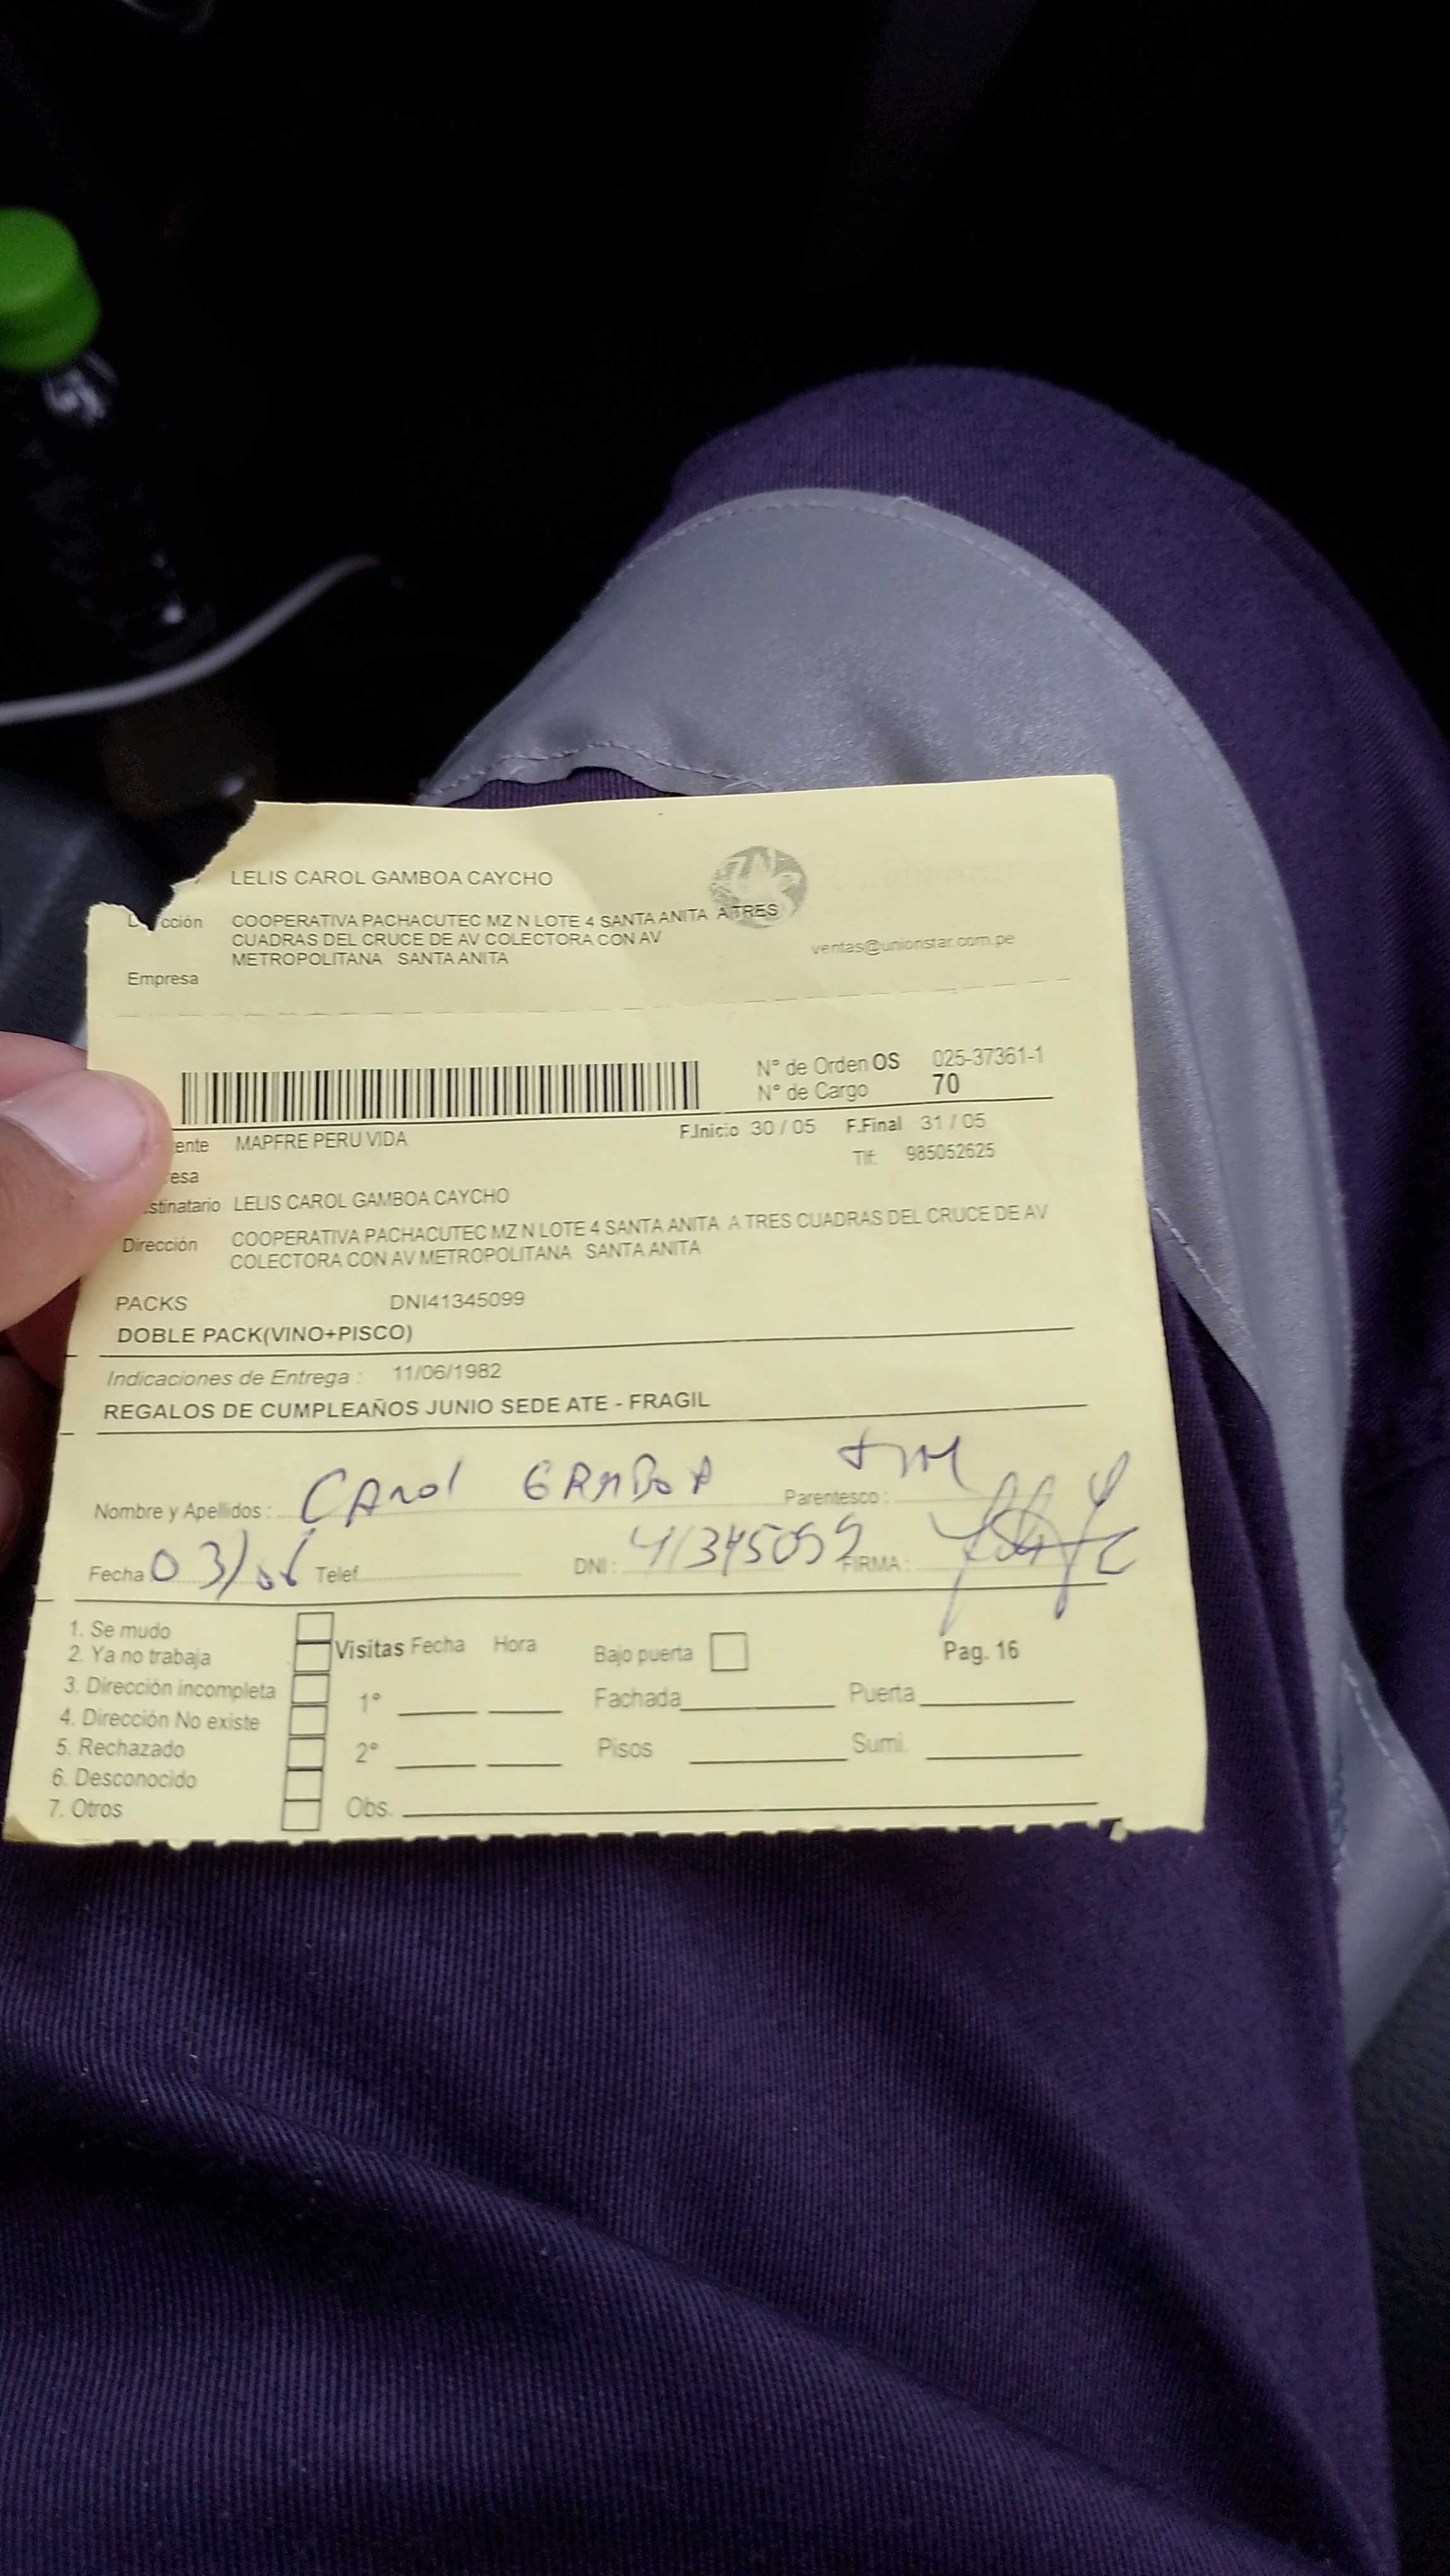 LELIS CAROL GAMBOA CAYCHO
cción COOPERATIVA PACHACUTEC MZ N LOTE 4 SANTA ANITA A TRES
CUADRAS DEL CRUCE DE AV COLECTORA CON AV
METROPOLITANA SANTA ANITA
ventas@unionstar.com.pe
Empresa
N° de Orden OS 025-37361-1
N° de Cargo 70
ente MAPFRE PERU VIDA F.Inicio 30 / 05 F.Final 31 / 05
Tlf: 985052625
resa
stinatario LELIS CAROL GAMBOA CAYCHO
Dirección COOPERATIVA PACHACUTEC MZ N LOTE 4 SANTA ANITA A TRES CUADRAS DEL CRUCE DE AV
COLECTORA CON AV METROPOLITANA SANTA ANITA
PACKS DNI41345099
DOBLE PACK(VINO+PISCO)
Indicaciones de Entrega : 11/06/1982
REGALOS DE CUMPLEAÑOS JUNIO SEDE ATE - FRAGIL
Nombre y Apellidos : CARol GAMBOA Parentesco :
Fecha 03/06 Telef DNI : 41345099 FIRMA :
1. Se mudo
2. Ya no trabaja
3. Dirección incompleta
4. Dirección No existe
5. Rechazado
6. Desconocido
7. Otros
Visitas Fecha Hora Bajo puerta Pag. 16
1° Fachada Puerta
2° Pisos Sumi.
Obs.